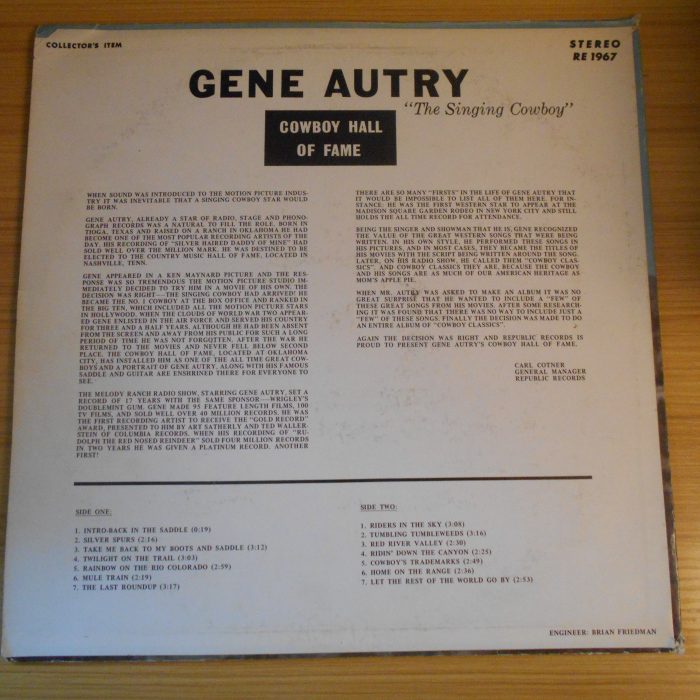 COLLECTOR'S ITEM
STEREO
RE 1967
GENE AUTRY
"The Singing Cowboy"
COWBOY HALL
OF FAME
WHEN SOUND WAS INTRODUCED TO THE MOTION PICTURE INDUS-
TRY IT WAS INEVITABLE THAT A SINGING COWBOY STAR WOULD
BE BORN.
GENE AUTRY, ALREADY A STAR OF RADIO, STAGE AND PHONO-
GRAPH RECORDS WAS A NATURAL TO FILL THE ROLE. BORN IN
TIOGA, TEXAS AND RAISED ON A RANCH IN OKLAHOMA HE HAD
BECOME ONE OF THE MOST POPULAR RECORDING ARTISTS OF THE
DAY. HIS RECORDING OF "SILVER HAIRED DADDY OF MINE" HAD
SOLD WELL OVER THE MILLION MARK. HE WAS DESTINED TO BE
ELECTED TO THE COUNTRY MUSIC HALL OF FAME, LOCATED IN
NASHVILLE, TENN.
GENE APPEARED IN A KEN MAYNARD PICTURE AND THE RES-
PONSE WAS SO TREMENDOUS THE MOTION PICTURE STUDIO IM-
MEDIATELY DECIDED TO TRY HIM IN A MOVIE OF HIS OWN. THE
DECISION WAS RIGHT—THE SINGING COWBOY HAD ARRIVED! HE
BECAME THE NO. 1 COWBOY AT THE BOX OFFICE AND RANKED IN
THE BIG TEN, WHICH INCLUDED ALL THE MOTION PICTURE STARS
IN HOLLYWOOD. WHEN THE CLOUDS OF WORLD WAR TWO APPEAR-
ED GENE ENLISTED IN THE AIR FORCE AND SERVED HIS COUNTRY
FOR THREE AND A HALF YEARS, ALTHOUGH HE HAD BEEN ABSENT
FROM THE SCREEN AND AWAY FROM HIS PUBLIC FOR SUCH A LONG
PERIOD OF TIME HE WAS NOT FORGOTTEN. AFTER THE WAR HE
RETURNED TO THE MOVIES AND NEVER FELL BELOW SECOND
PLACE. THE COWBOY HALL OF FAME, LOCATED AT OKLAHOMA
CITY, HAS INSTALLED HIM AS ONE OF THE ALL TIME GREAT COW-
BOYS AND A PORTRAIT OF GENE AUTRY, ALONG WITH HIS FAMOUS
SADDLE AND GUITAR ARE ENSHRINED THERE FOR EVERYONE TO
SEE.
THE MELODY RANCH RADIO SHOW, STARRING GENE AUTRY, SET A
RECORD OF 17 YEARS WITH THE SAME SPONSOR—WRIGLEY'S
DOUBLEMINT GUM. GENE MADE 95 FEATURE LENGTH FILMS, 100
TV FILMS, AND SOLD WELL OVER 40 MILLION RECORDS. HE WAS
THE FIRST RECORDING ARTIST TO RECEIVE THE "GOLD RECORD"
AWARD, PRESENTED TO HIM BY ART SATHERLY AND TED WALLER-
STEIN OF COLUMBIA RECORDS. WHEN HIS RECORDING OF "RU-
DOLPH THE RED NOSED REINDEER" SOLD FOUR MILLION RECORDS
IN TWO YEARS HE WAS GIVEN A PLATINUM RECORD. ANOTHER
FIRST!
THERE ARE SO MANY "FIRSTS" IN THE LIFE OF GENE AUTRY THAT
IT WOULD BE IMPOSSIBLE TO LIST ALL OF THEM HERE. FOR IN-
STANCE: HE WAS THE FIRST WESTERN STAR TO APPEAR AT THE
MADISON SQUARE GARDEN RODEO IN NEW YORK CITY AND STILL
HOLDS THE ALL TIME RECORD FOR ATTENDANCE.
BEING THE SINGER AND SHOWMAN THAT HE IS, GENE RECOGNIZED
THE VALUE OF THE GREAT WESTERN SONGS THAT WERE BEING
WRITTEN. IN HIS OWN STYLE, HE PERFORMED THESE SONGS IN
HIS PICTURES, AND IN MOST CASES, THEY BECAME THE TITLES OF
HIS MOVIES WITH THE SCRIPT BEING WRITTEN AROUND THE SONG.
LATER, ON HIS RADIO SHOW, HE CALLED THEM "COWBOY CLAS-
SICS". AND COWBOY CLASSICS THEY ARE, BECAUSE THE COWBOY
AND HIS SONGS ARE AS MUCH OF OUR AMERICAN HERITAGE AS
MOM'S APPLE PIE.
WHEN MR. AUTRY WAS ASKED TO MAKE AN ALBUM IT WAS NO
GREAT SURPRISE THAT HE WANTED TO INCLUDE A "FEW" OF
THESE GREAT SONGS FROM HIS MOVIES. AFTER SOME RESEARCH-
ING IT WAS FOUND THAT THERE WAS NO WAY TO INCLUDE JUST A
"FEW" OF THESE SONGS. FINALLY THE DECISION WAS MADE TO DO
AN ENTIRE ALBUM OF "COWBOY CLASSICS".
AGAIN THE DECISION WAS RIGHT AND REPUBLIC RECORDS IS
PROUD TO PRESENT GENE AUTRY'S COWBOY HALL OF FAME.
CARL COTNER
GENERAL MANAGER
REPUBLIC RECORDS
SIDE ONE:
1. INTRO-BACK IN THE SADDLE (0:19)
2. SILVER SPURS (2:16)
3. TAKE ME BACK TO MY BOOTS AND SADDLE (3:12)
4. TWILIGHT ON THE TRAIL (3:03)
5. RAINBOW ON THE RIO COLORADO (2:59)
6. MULE TRAIN (2:19)
7. THE LAST ROUNDUP (3:17)
SIDE TWO:
1. RIDERS IN THE SKY (3:08)
2. TUMBLING TUMBLEWEEDS (3:16)
3. RED RIVER VALLEY (2:30)
4. RIDIN' DOWN THE CANYON (2:25)
5. COWBOY'S TRADEMARKS (2:49)
6. HOME ON THE RANGE (2:36)
7. LET THE REST OF THE WORLD GO BY (2:53)
ENGINEER: BRIAN FRIEDMAN